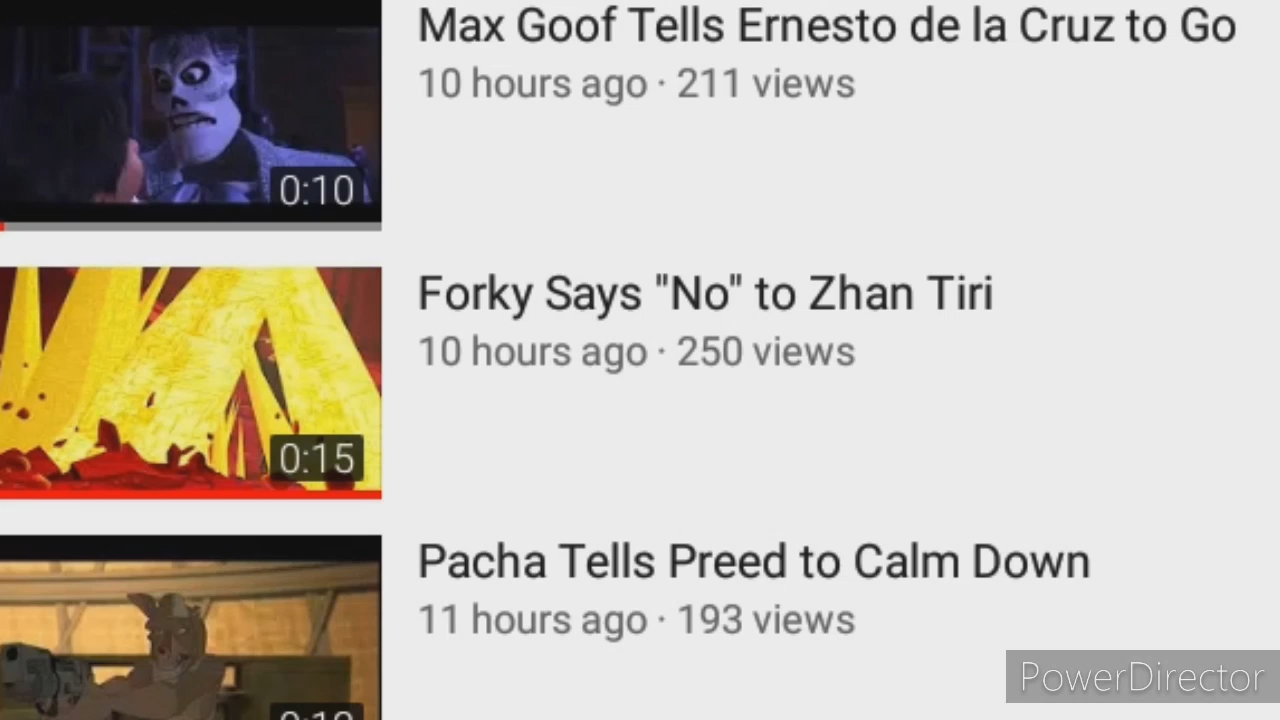 Max Goof Tells Ernesto de la Cruz to Go
10 hours ago · 211 views
0:10
Forky Says "No" to Zhan Tiri
10 hours ago · 250 views
0:15
Pacha Tells Preed to Calm Down
11 hours ago · 193 views
PowerDirector